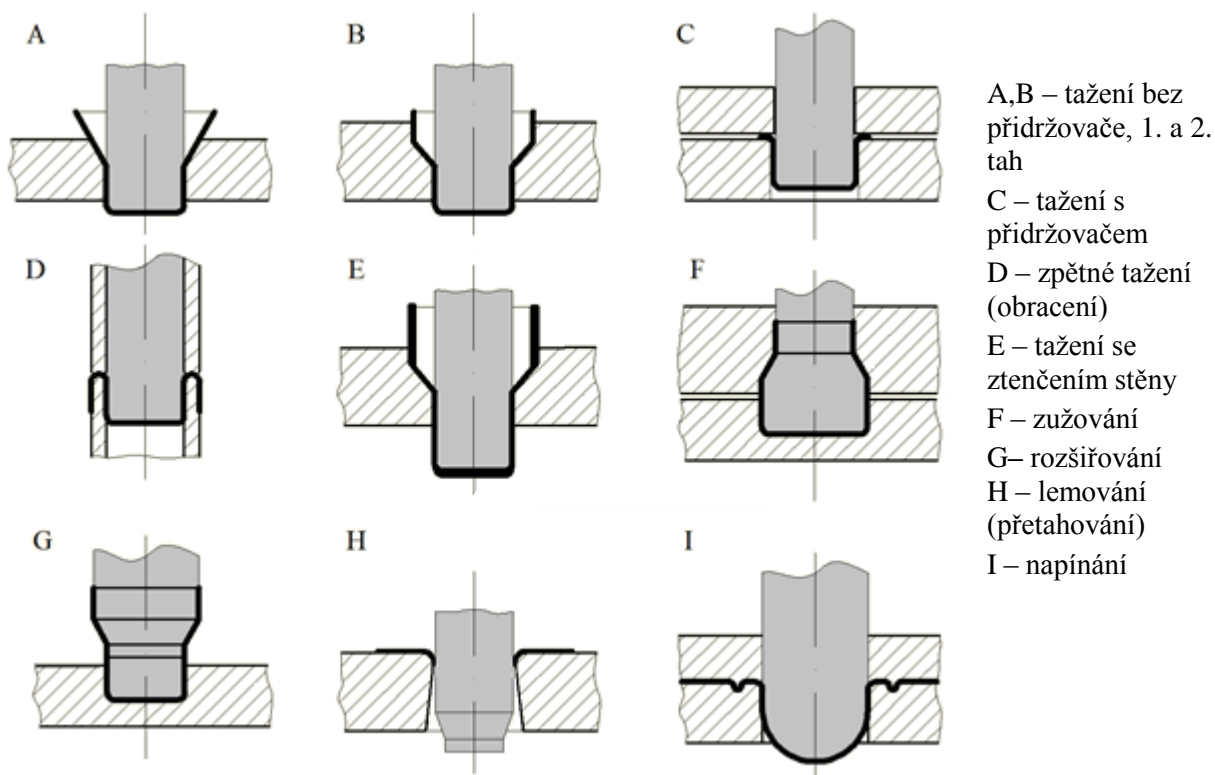 A
B
C
D
E
F
G
H
I
A,B – tažení bez
přidržovače, 1. a 2.
tah
C – tažení s
přidržovačem
D – zpětné tažení
(obracení)
E – tažení se
ztenčením stěny
F – zužování
G– rozšiřování
H – lemování
(přetahování)
I – napínání